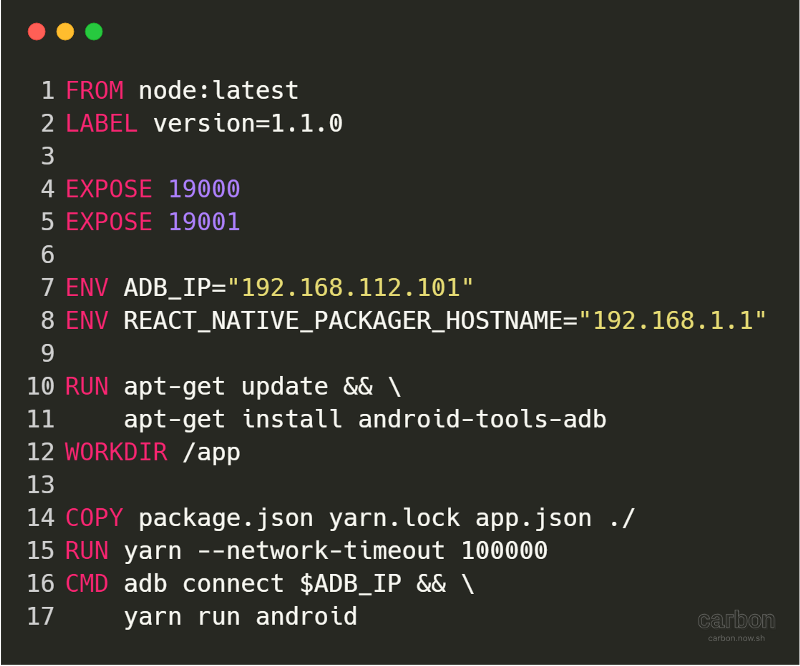 1 FROM node:latest
2 LABEL version=1.1.0
3
4 EXPOSE 19000
5 EXPOSE 19001
6
7 ENV ADB_IP="192.168.112.101"
8 ENV REACT_NATIVE_PACKAGER_HOSTNAME="192.168.1.1"
9
10 RUN apt-get update && \
11     apt-get install android-tools-adb
12 WORKDIR /app
13
14 COPY package.json yarn.lock app.json ./
15 RUN yarn --network-timeout 100000
16 CMD adb connect $ADB_IP && \
17     yarn run android
carbon
carbon.now.sh